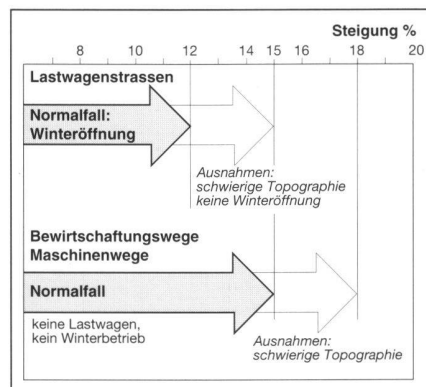 Steigung %
8 10 12 14 15 18 20
Lastwagenstrassen
Normalfall:
Winteröffnung
Ausnahmen:
schwierige Topographie
keine Winteröffnung
Bewirtschaftungswege
Maschinenwege
Normalfall
keine Lastwagen,
kein Winterbetrieb
Ausnahmen:
schwierige Topographie